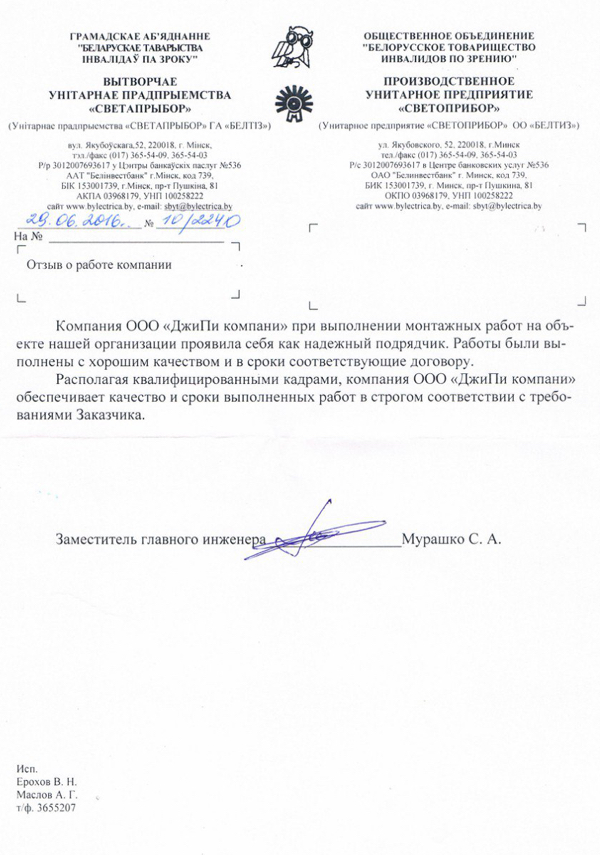 ГРАМАДСКАЕ АБ'ЯДНАННЕ
"БЕЛАРУСКАЕ ТАВАРЫСТВА
ІНВАЛІДАЎ ПА ЗРОКУ"
ВЫТВОРЧАЕ
УНІТАРНАЕ ПРАДПРЫЕМСТВА
«СВЕТАПРЫБОР»
(Унітарнае прадпрыемства «СВЕТАПРЫБОР» ГА «БЕЛТІЗ»)
вул. Якубоўскага,52, 220018, г. Мінск,
тэл./факс (017) 365-54-09, 365-54-03
Р/р 3012007693617 у Цэнтры банкаўскіх паслуг №536
ААТ "Белінвестбанк" г.Мінск, код 739,
БІК 153001739, г.Мінск, пр-т Пушкіна, 81
АКПА 03968179, УНП 100258222
сайт www.bylectrica.by, e-mail: sbyt@bylectrica.by
ОБЩЕСТВЕННОЕ ОБЪЕДИНЕНИЕ
"БЕЛОРУССКОЕ ТОВАРИЩЕСТВО
ИНВАЛИДОВ ПО ЗРЕНИЮ"
ПРОИЗВОДСТВЕННОЕ
УНИТАРНОЕ ПРЕДПРИЯТИЕ
«СВЕТОПРИБОР»
(Унитарное предприятие «СВЕТОПРИБОР» ОО «БЕЛТИЗ»)
ул. Якубовского, 52, 220018, г. Минск
тел./факс (017) 365-54-09, 365-54-03
Р/с 3012007693617 в Центре банковских услуг №536
ОАО "Белинвестбанк" г. Минск, код 739,
БИК 153001739, г. Минск, пр-т Пушкина, 81
ОКПО 03968179, УНП 100258222
сайт www.bylectrica.by, e-mail: sbyt@bylectrica.by
29.06.2016г. № 10/2240
На №
Отзыв о работе компании
Компания ООО «ДжиПи компани» при выполнении монтажных работ на объ-
екте нашей организации проявила себя как надежный подрядчик. Работы были вы-
полнены с хорошим качеством и в сроки соответствующие договору.
Располагая квалифицированными кадрами, компания ООО «ДжиПи компани»
обеспечивает качество и сроки выполненных работ в строгом соответствии с требо-
ваниями Заказчика.
Заместитель главного инженера Мурашко С. А.
Исп.
Ерохов В. Н.
Маслов А. Г.
т/ф. 3655207